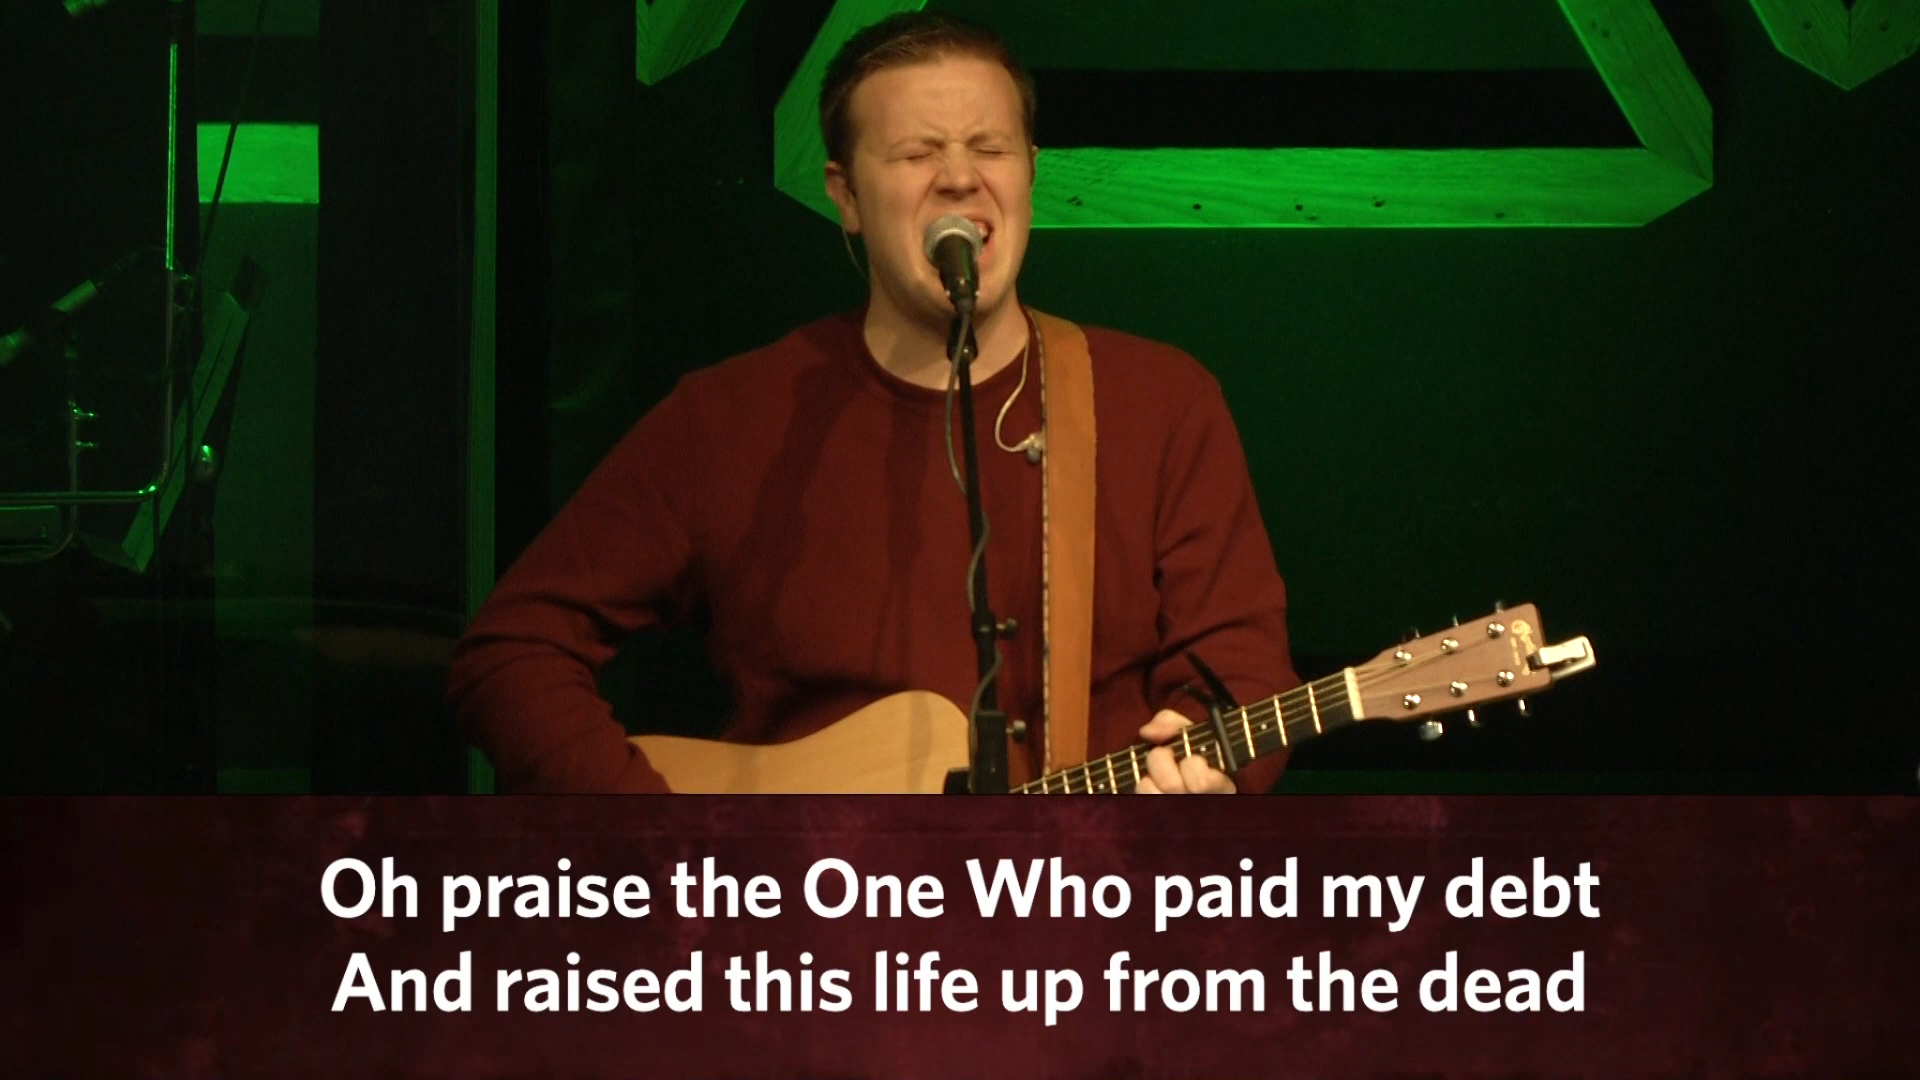 Oh praise the One Who paid my debt
And raised this life up from the dead